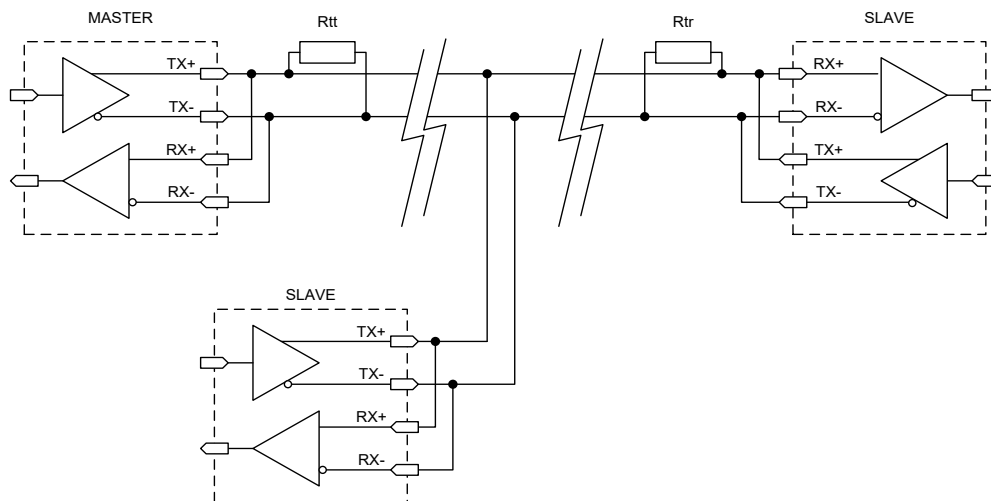 MASTER
Rtt
Rtr
SLAVE
TX+
TX-
RX+
RX-
RX+
RX-
TX+
TX-
SLAVE
TX+
TX-
RX+
RX-